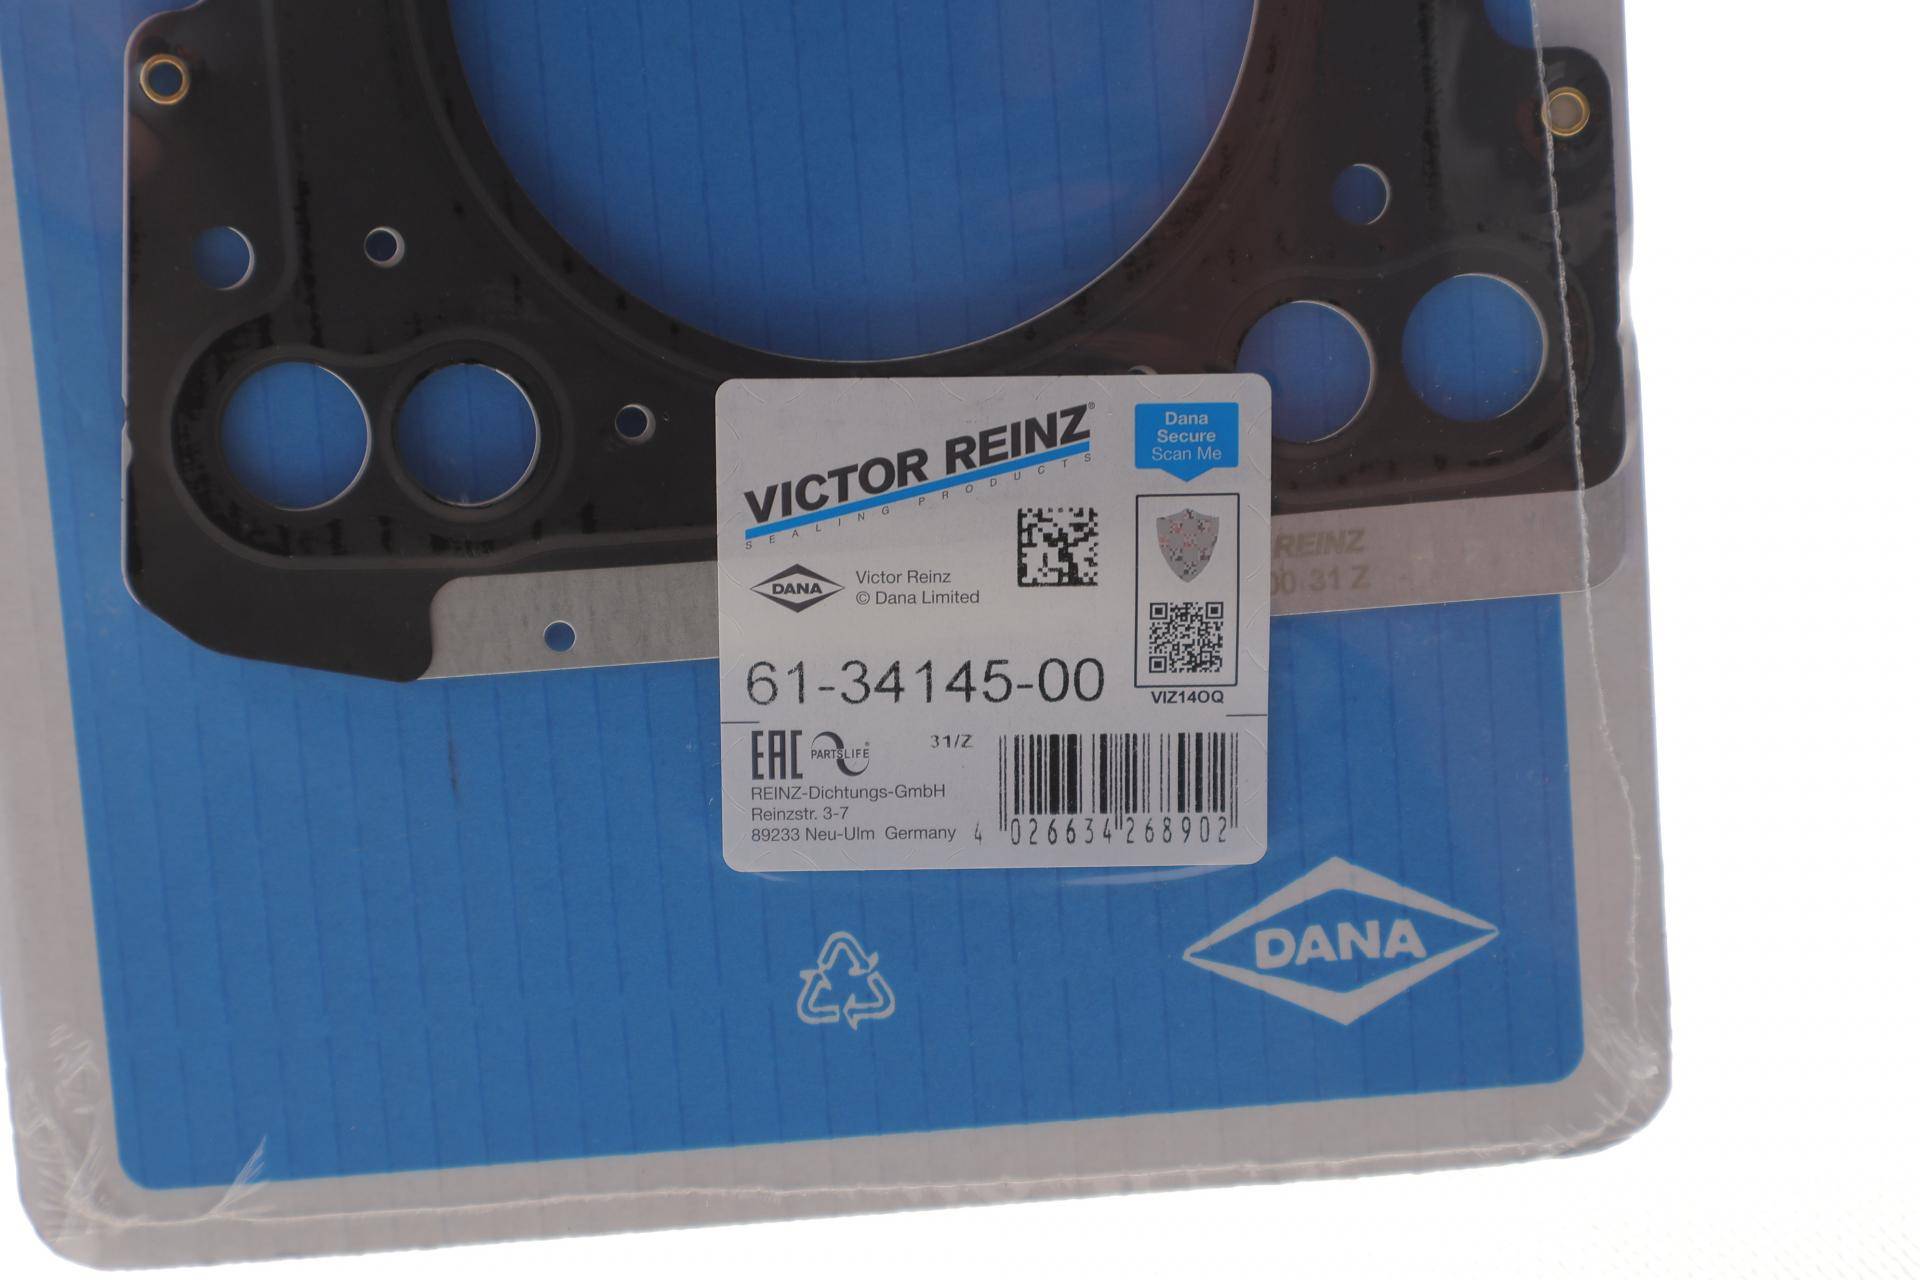 VICTOR REINZ®
SEALING PRODUCTS
Dana
Secure
Scan Me
DANA
Victor Reinz
© Dana Limited
REINZ
00 31 Z
61-34145-00
VIZ14OQ
EAC
PARTSLIFE®
31/Z
REINZ-Dichtungs-GmbH
Reinzstr. 3-7
89233 Neu-Ulm Germany
4 026634 268902
DANA